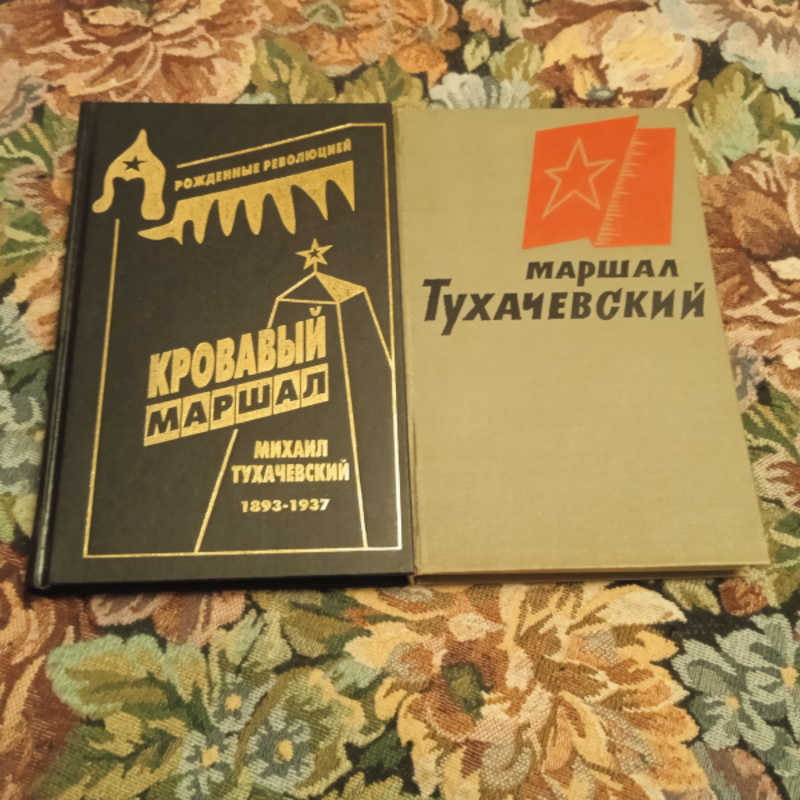 РОЖДЕННЫЕ РЕВОЛЮЦИЕЙ
КРОВАВЫЙ
МАРШАЛ
МИХАИЛ
ТУХАЧЕВСКИЙ
1893-1937
МАРШАЛ
ТУХАЧЕВСКИЙ